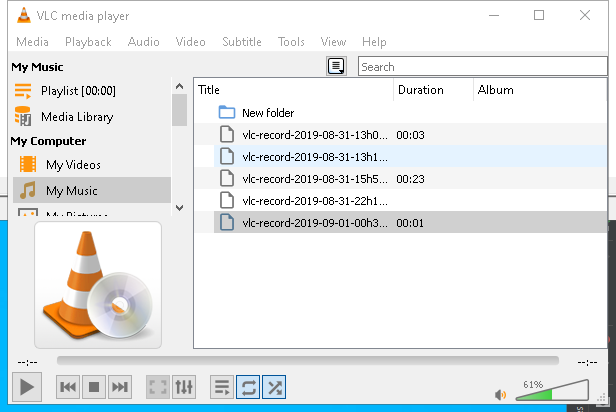 VLC media player
Media Playback Audio Video Subtitle Tools View Help
My Music
Search
Playlist [00:00]
Media Library
My Computer
My Videos
My Music
My Pictures
Title Duration Album
New folder
vlc-record-2019-08-31-13h0... 00:03
vlc-record-2019-08-31-13h1...
vlc-record-2019-08-31-15h5... 00:23
vlc-record-2019-08-31-22h1...
vlc-record-2019-09-01-00h3... 00:01
--:-- --:--
61%